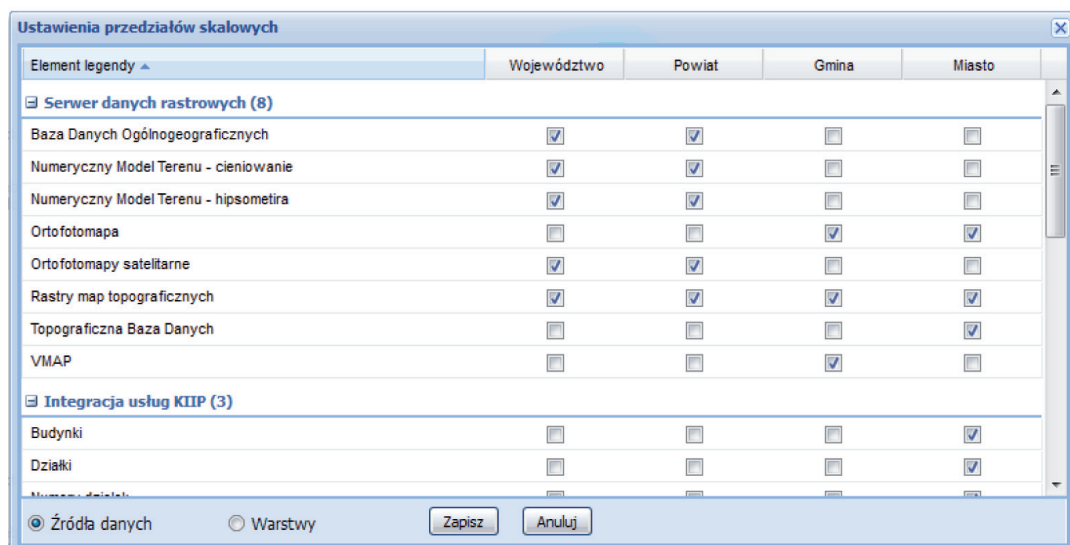 Ustawienia przedziałów skalowych
Element legendy Województwo Powiat Gmina Miasto
Serwer danych rastrowych (8)
Baza Danych Ogólnogeograficznych
Numeryczny Model Terenu - cieniowanie
Numeryczny Model Terenu - hipsometira
Ortofotomapa
Ortofotomapy satelitarne
Rastry map topograficznych
Topograficzna Baza Danych
VMAP
Integracja usług KIIP (3)
Budynki
Działki
Numery działek
Źródła danych Warstwy Zapisz Anuluj